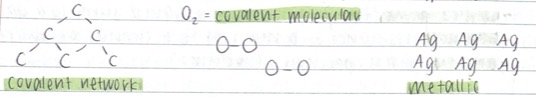 C
C C
C C C
covalent network
O₂ = covalent molecular
O-O
O-O
Ag Ag Ag
Ag Ag Ag
metallic